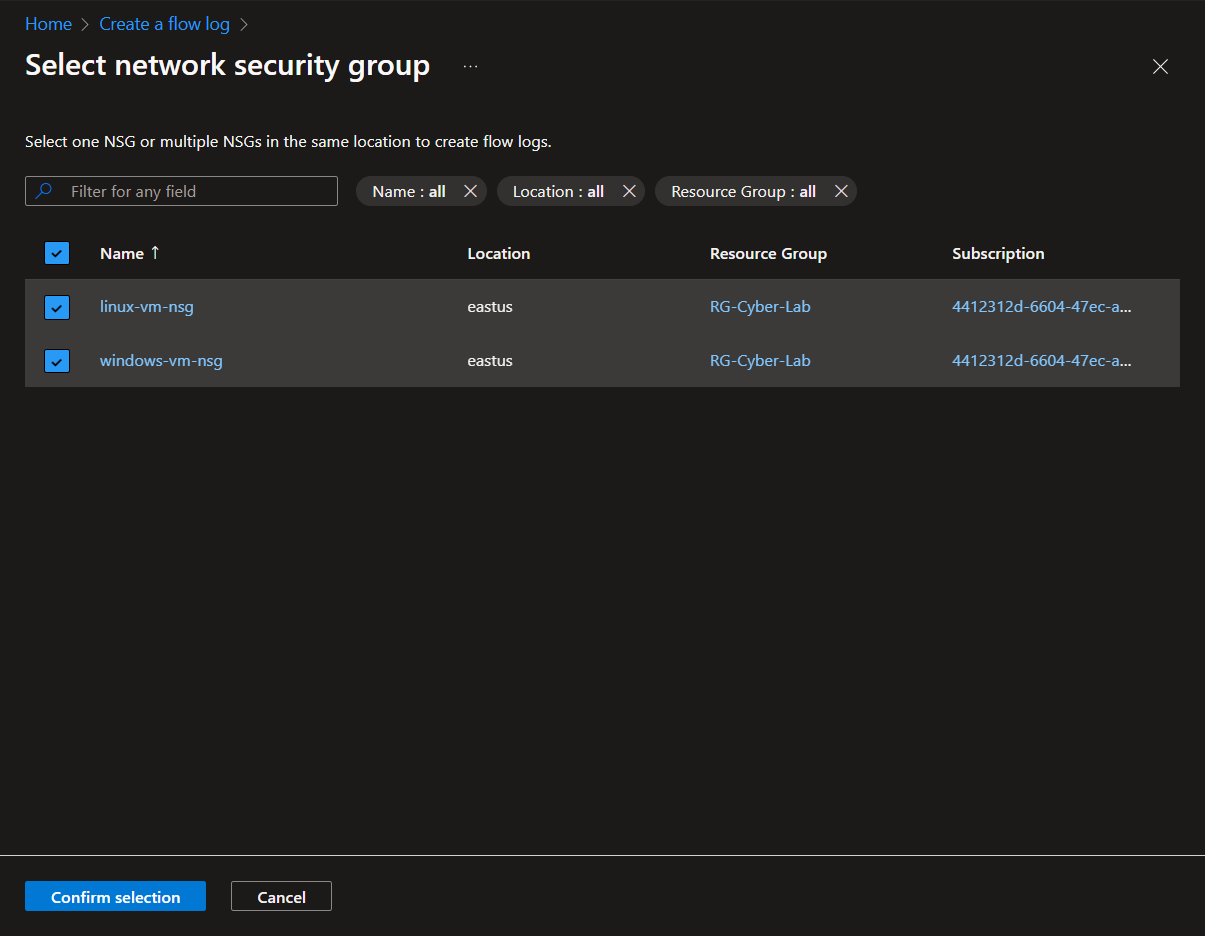 Home > Create a flow log >
Select network security group ...
Select one NSG or multiple NSGs in the same location to create flow logs.
Filter for any field Name : all Location : all Resource Group : all
Name ↑ Location Resource Group Subscription
linux-vm-nsg eastus RG-Cyber-Lab 4412312d-6604-47ec-a...
windows-vm-nsg eastus RG-Cyber-Lab 4412312d-6604-47ec-a...
Confirm selection Cancel